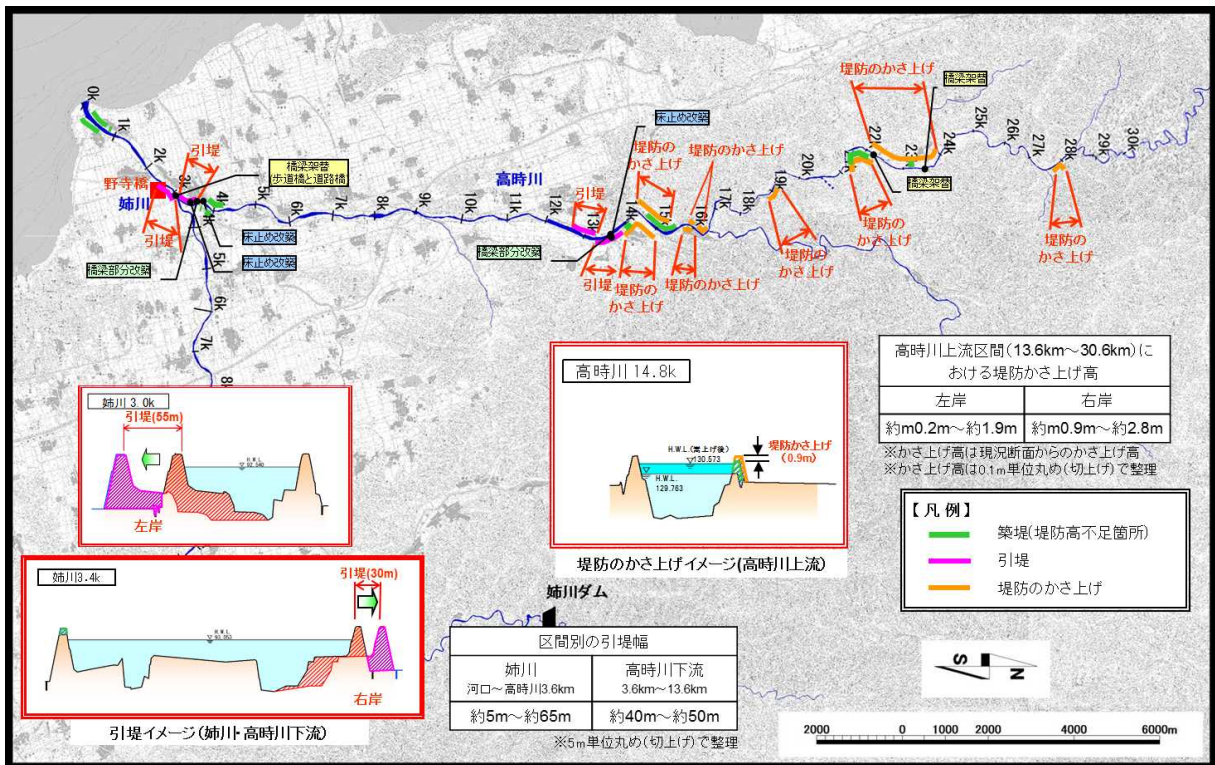 0k
1k
2k
3k
4k
5k
6k
7k
8k
9k
10k
11k
12k
13k
14k
15k
16k
17k
18k
19k
20k
22k
23
24k
25k
26k
27k
28k
29k
30k
5k
6k
7k
引堤
野寺橋
姉川
引堤
橋梁架替
歩道橋と道路橋
床止め改築
床止め改築
橋梁部分改築
高時川
床止め改築
引堤
堤防の
かさ上げ
堤防のかさ上げ
橋梁部分改築
引堤
堤防の
かさ上げ
堤防のかさ上げ
堤防の
かさ上げ
堤防のかさ上げ
橋梁架替
橋梁架替
堤防の
かさ上げ
堤防の
かさ上げ
姉川 3.0k
引堤(55m)
H.W.L.
92.540
左岸
姉川3.4k
引堤(30m)
H.W.L.
右岸
引堤イメージ(姉川・高時川下流)
高時川 14.8k
H.W.L.(嵩上げ後)
130.573
堤防かさ上げ
(0.9m)
H.W.L.
129.763
堤防のかさ上げイメージ(高時川上流)
姉川ダム
区間別の引堤幅
姉川
河口~高時川3.6km
高時川下流
3.6km~13.6km
約5m~約65m
約40m~約50m
※5m単位丸め(切上げ)で整理
高時川上流区間(13.6km~30.6km)に
おける堤防かさ上げ高
左岸
右岸
約m0.2m~約1.9m
約m0.9m~約2.8m
※かさ上げ高は現況断面からのかさ上げ高
※かさ上げ高は0.1m単位丸め(切上げ)で整理
【凡例】
築堤(堤防高不足箇所)
引堤
堤防のかさ上げ
S
N
2000
0
1000
2000
4000
6000m